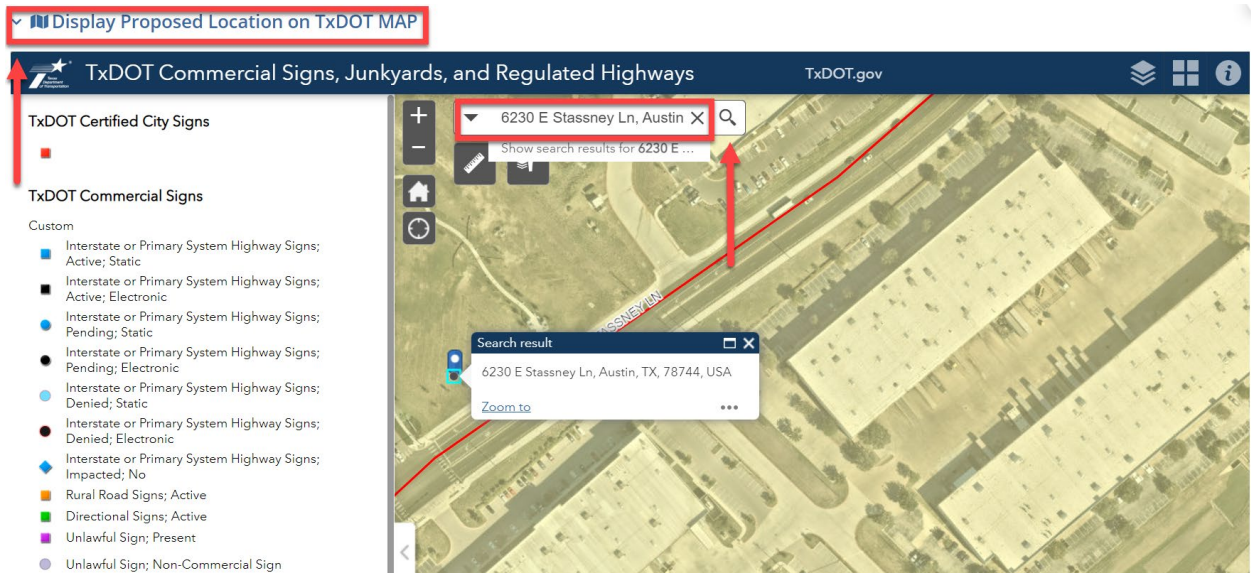 Display Proposed Location on TxDOT MAP
Texas
Department
of Transportation
TxDOT Commercial Signs, Junkyards, and Regulated Highways
TxDOT.gov
TxDOT Certified City Signs
TxDOT Commercial Signs
Custom
Interstate or Primary System Highway Signs;
Active; Static
Interstate or Primary System Highway Signs;
Active; Electronic
Interstate or Primary System Highway Signs;
Pending; Static
Interstate or Primary System Highway Signs;
Pending; Electronic
Interstate or Primary System Highway Signs;
Denied; Static
Interstate or Primary System Highway Signs;
Denied; Electronic
Interstate or Primary System Highway Signs;
Impacted; No
Rural Road Signs; Active
Directional Signs; Active
Unlawful Sign; Present
Unlawful Sign; Non-Commercial Sign
6230 E Stassney Ln, Austin
Show search results for 6230 E ...
ASSNEY LN
Search result
6230 E Stassney Ln, Austin, TX, 78744, USA
Zoom to